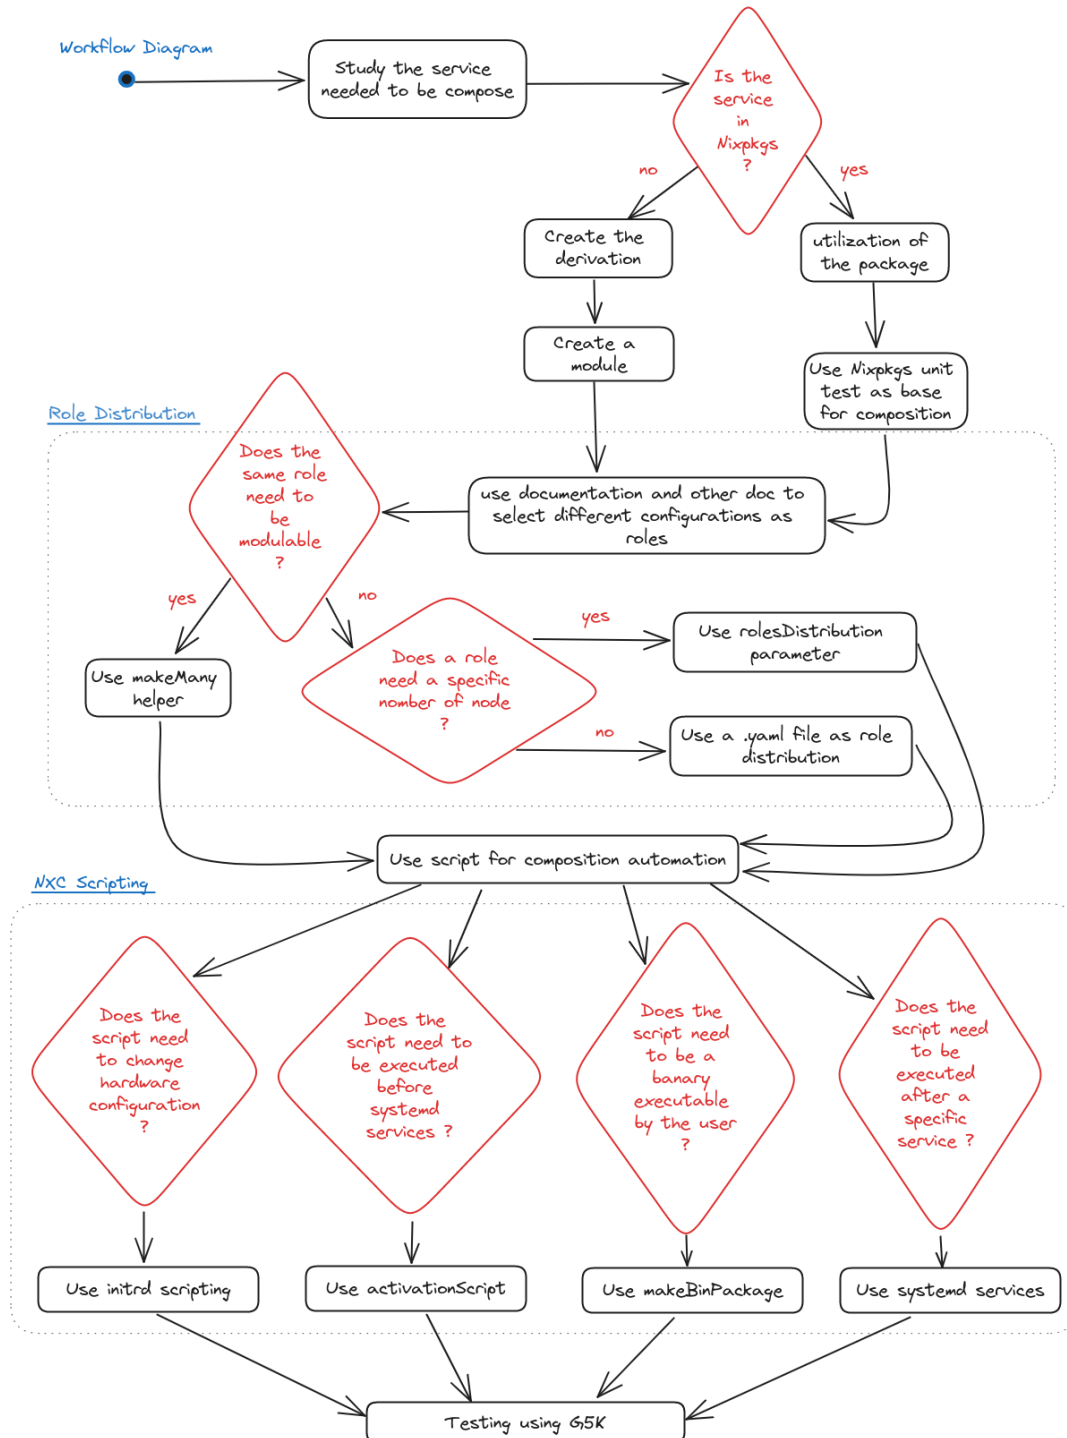 Workflow Diagram
Study the service
needed to be compose
Is the
service
in
Nixpkgs
?
no
yes
Create the
derivation
utilization of
the package
Create a
module
Use Nixpkgs unit
test as base
for composition
Role Distribution
Does the
same role
need to
be
modulable
?
use documentation and other doc to
select different configurations as
roles
yes
no
Use makeMany
helper
Does a role
need a specific
nomber of node
?
yes
Use rolesDistribution
parameter
no
Use a .yaml file as role
distribution
Use script for composition automation
NXC Scripting
Does the
script need
to change
hardware
configuration
?
Does the
script need to
be executed
before
systemd
services ?
Does the
script need
to be a
banary
executable
by the user
?
Does the
script need
to be
executed
after a
specific
service ?
Use initrd scripting
Use activationScript
Use makeBinPackage
Use systemd services
Testing using G5K